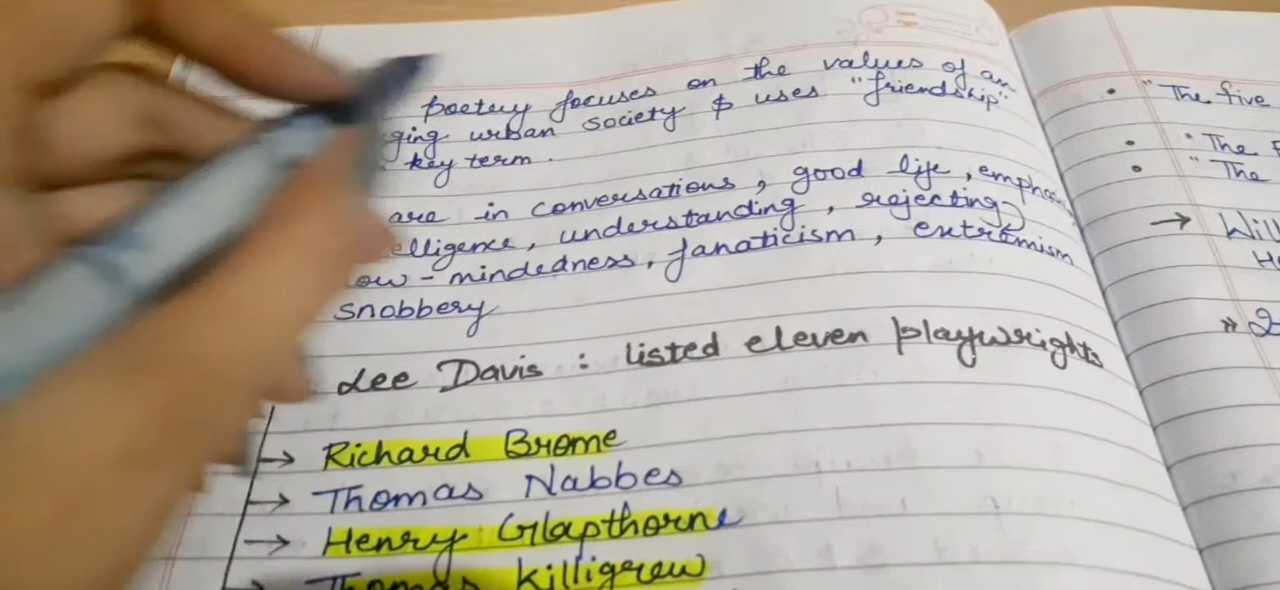 poetry focuses on the values of an
ging urban society & uses "friendship"
key term.
are in conversations, good life, empha
elligence, understanding, rejecting
ow-mindedness, fanaticism, extremism
snobbery
Lee Davis : listed eleven playwrights
→ Richard Brome
→ Thomas Nabbes
→ Henry Glapthorne
→ Thomas Killigrew
• "The five
• "The
• "The
→ Will